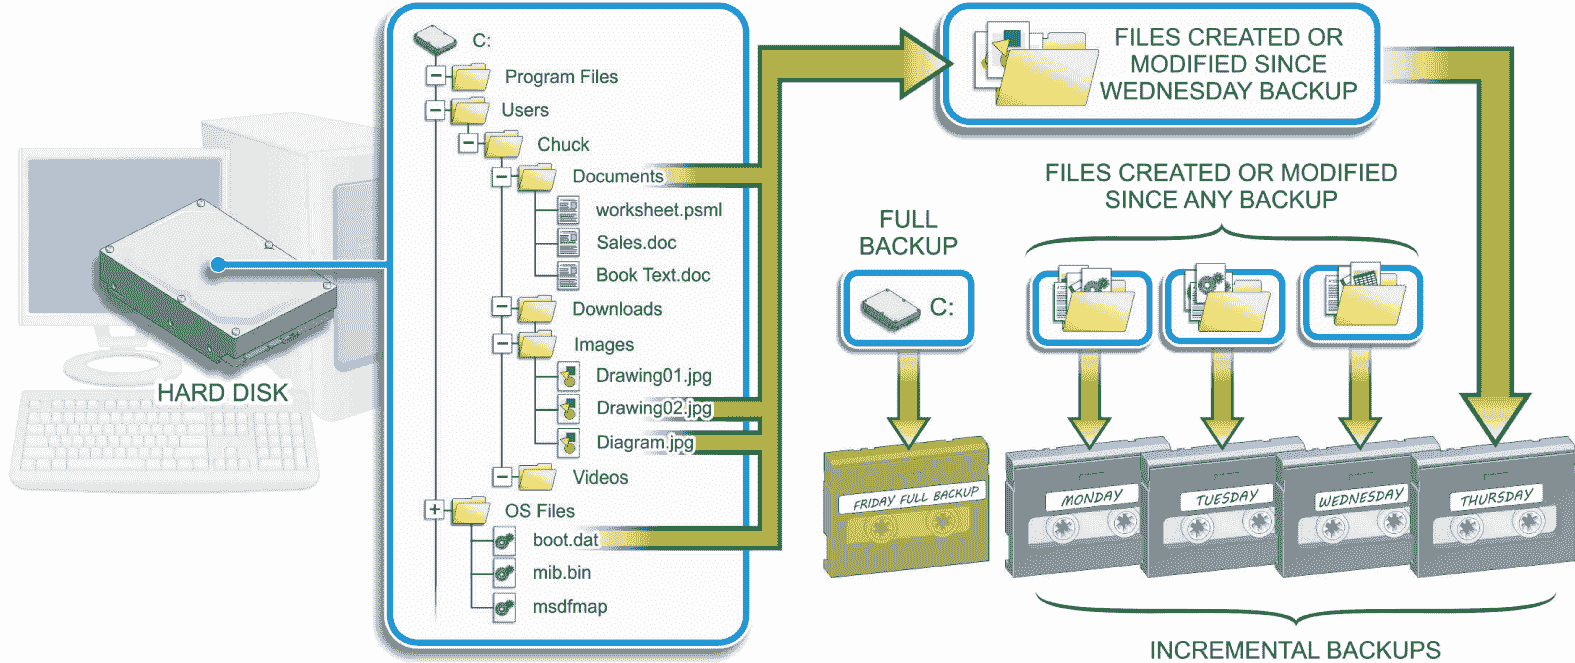 HARD DISK
C:
Program Files
Users
Chuck
Documents
worksheet.psml
Sales.doc
Book Text.doc
Downloads
Images
Drawing01.jpg
Drawing02.jpg
Diagram.jpg
Videos
OS Files
boot.dat
mib.bin
msdfmap
FILES CREATED OR
MODIFIED SINCE
WEDNESDAY BACKUP
FULL
BACKUP
C:
FILES CREATED OR MODIFIED
SINCE ANY BACKUP
FRIDAY FULL BACKUP
MONDAY
TUESDAY
WEDNESDAY
THURSDAY
INCREMENTAL BACKUPS